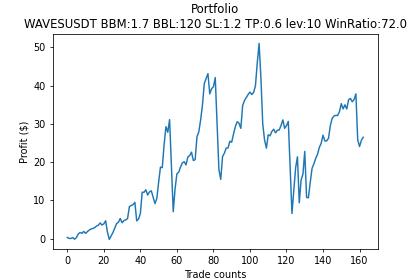 Portfolio
WAVESUSDT BBM:1.7 BBL:120 SL:1.2 TP:0.6 lev:10 WinRatio:72.0
50
40
30
20
10
0
Profit ($)
0 20 40 60 80 100 120 140 160
Trade counts